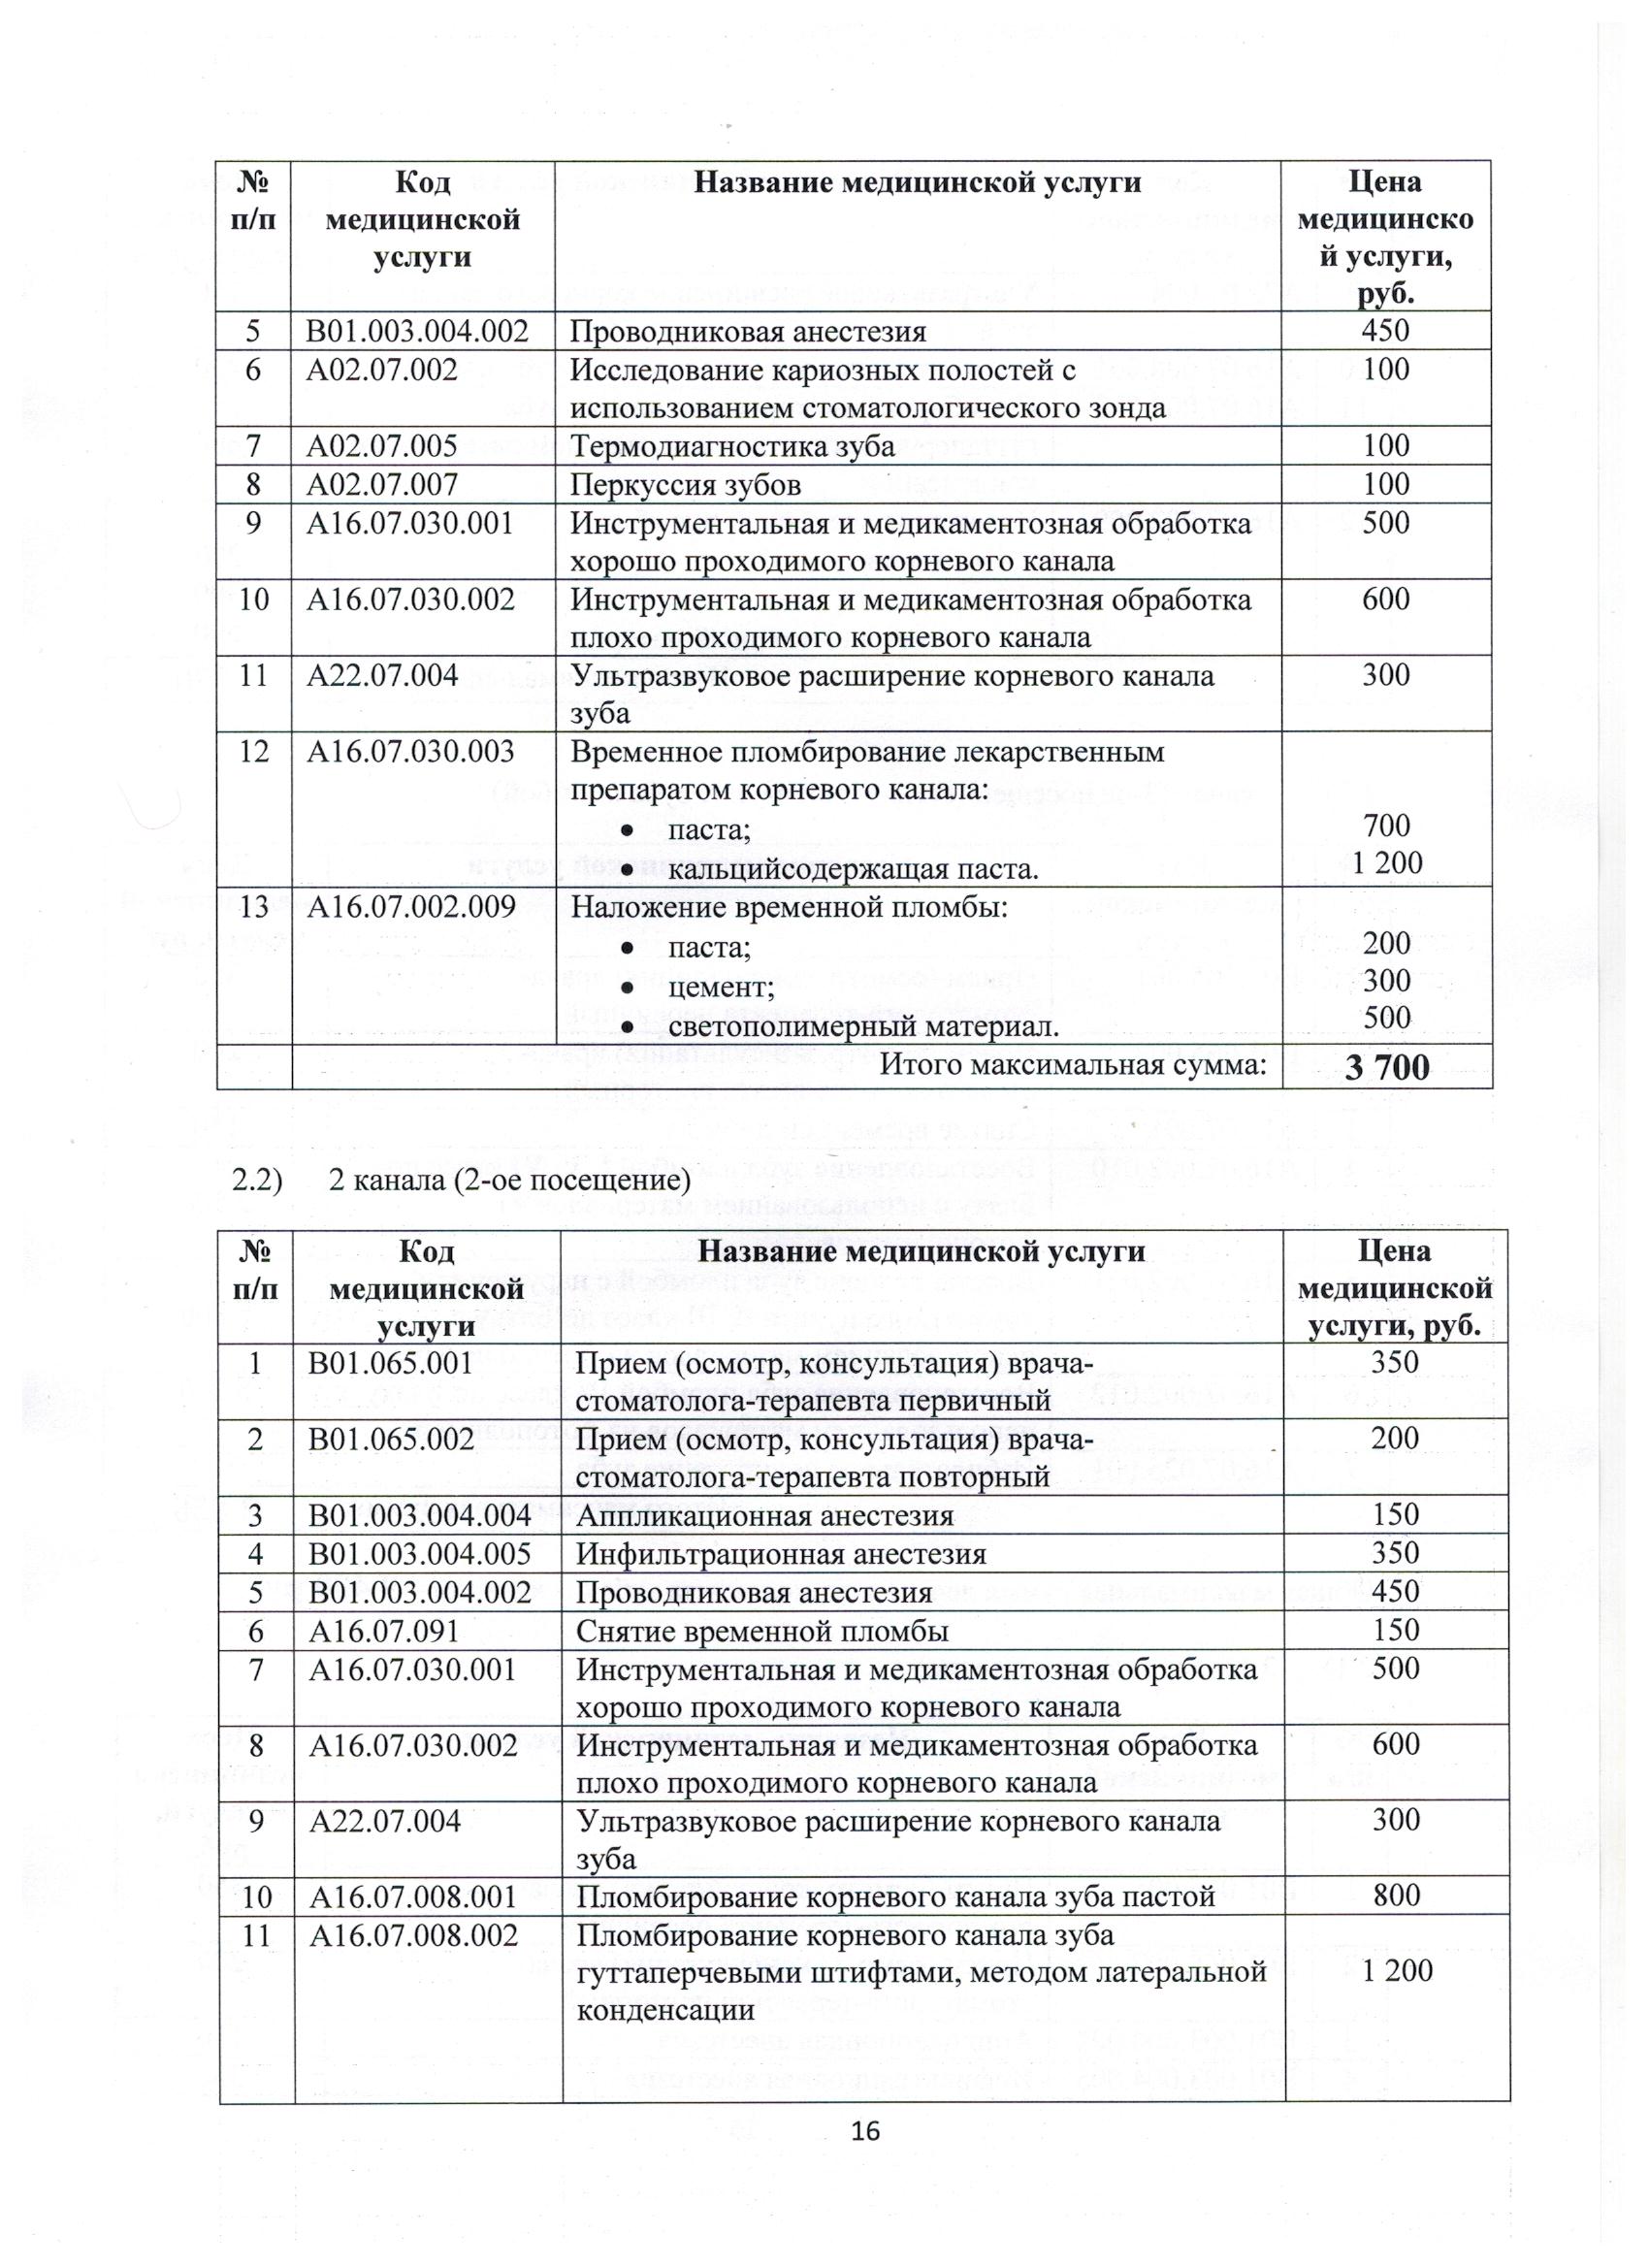 № Код Название медицинской услуги Цена
п/п медицинской медицинско
услуги й услуги,
руб.
5 B01.003.004.002 Проводниковая анестезия 450
6 A02.07.002 Исследование кариозных полостей с 100
использованием стоматологического зонда
7 A02.07.005 Термодиагностика зуба 100
8 A02.07.007 Перкуссия зубов 100
9 A16.07.030.001 Инструментальная и медикаментозная обработка 500
хорошо проходимого корневого канала
10 A16.07.030.002 Инструментальная и медикаментозная обработка 600
плохо проходимого корневого канала
11 A22.07.004 Ультразвуковое расширение корневого канала 300
зуба
12 A16.07.030.003 Временное пломбирование лекарственным
препаратом корневого канала:
• паста; 700
• кальцийсодержащая паста. 1 200
13 A16.07.002.009 Наложение временной пломбы:
• паста; 200
• цемент; 300
• светополимерный материал. 500
Итого максимальная сумма: 3 700
2.2) 2 канала (2-ое посещение)
№ Код Название медицинской услуги Цена
п/п медицинской медицинской
услуги услуги, руб.
1 B01.065.001 Прием (осмотр, консультация) врача- 350
стоматолога-терапевта первичный
2 B01.065.002 Прием (осмотр, консультация) врача- 200
стоматолога-терапевта повторный
3 B01.003.004.004 Аппликационная анестезия 150
4 B01.003.004.005 Инфильтрационная анестезия 350
5 B01.003.004.002 Проводниковая анестезия 450
6 A16.07.091 Снятие временной пломбы 150
7 A16.07.030.001 Инструментальная и медикаментозная обработка 500
хорошо проходимого корневого канала
8 A16.07.030.002 Инструментальная и медикаментозная обработка 600
плохо проходимого корневого канала
9 A22.07.004 Ультразвуковое расширение корневого канала 300
зуба
10 A16.07.008.001 Пломбирование корневого канала зуба пастой 800
11 A16.07.008.002 Пломбирование корневого канала зуба
гуттаперчевыми штифтами, методом латеральной 1 200
конденсации
16